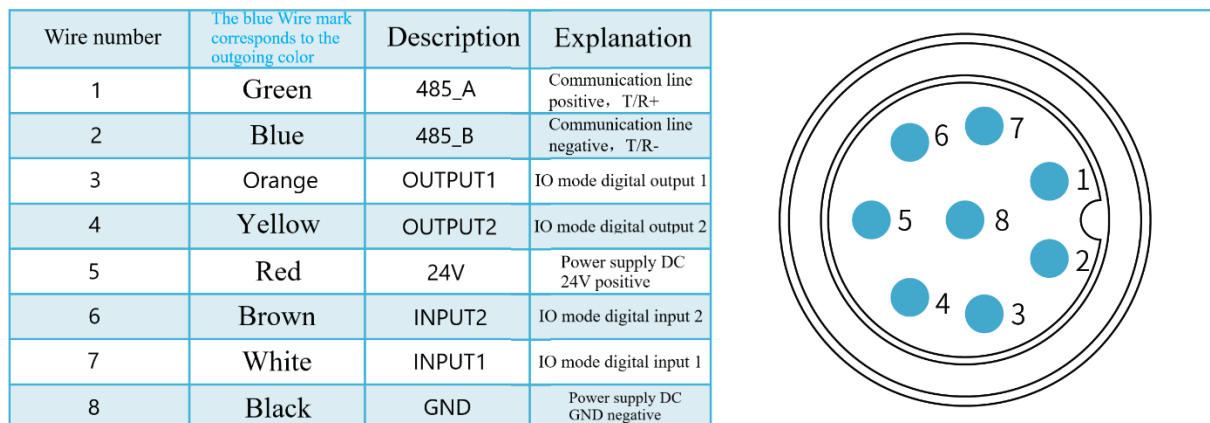 Wire number
The blue Wire mark
corresponds to the
outgoing color
Description
Explanation
1
Green
485_A
Communication line
positive，T/R+
2
Blue
485_B
Communication line
negative，T/R-
3
Orange
OUTPUT1
IO mode digital output 1
4
Yellow
OUTPUT2
IO mode digital output 2
5
Red
24V
Power supply DC
24V positive
6
Brown
INPUT2
IO mode digital input 2
7
White
INPUT1
IO mode digital input 1
8
Black
GND
Power supply DC
GND negative
6
7
1
5
8
2
4
3